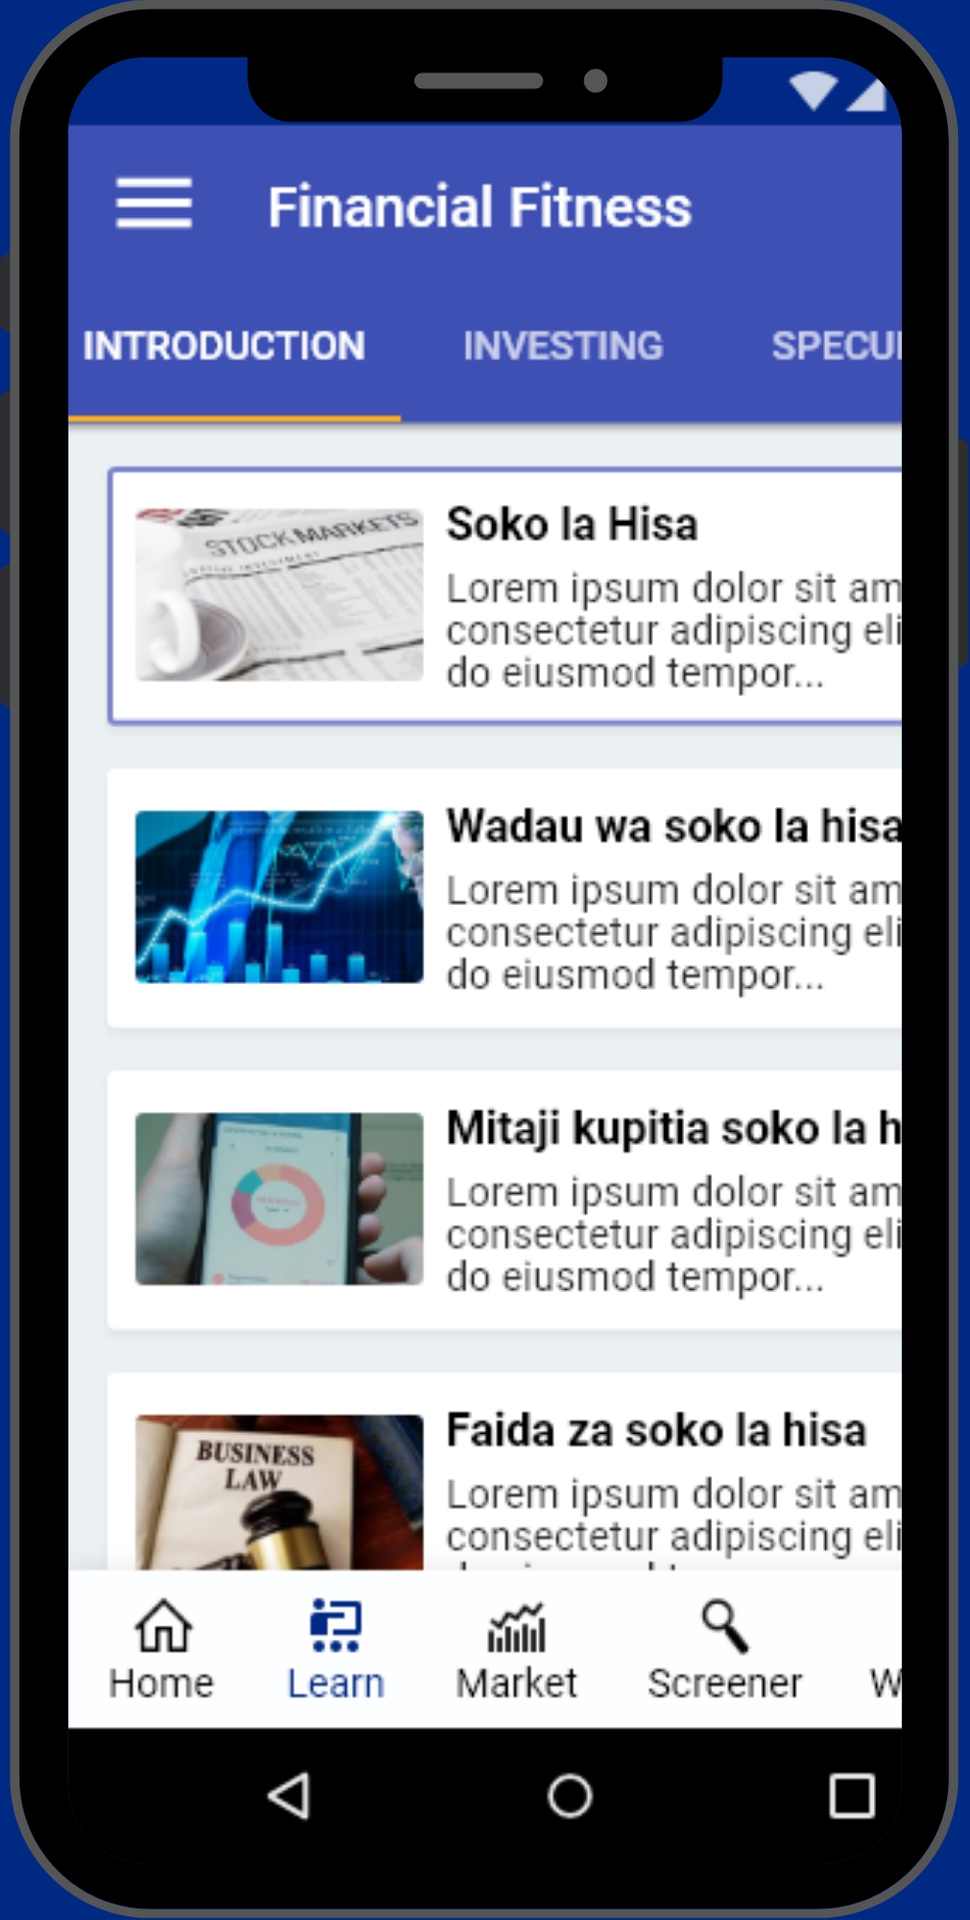 Financial Fitness
INTRODUCTION INVESTING SPECUL
Soko la Hisa
Lorem ipsum dolor sit am
consectetur adipiscing eli
do eiusmod tempor...
STOCK MARKETS
Wadau wa soko la hisa
Lorem ipsum dolor sit am
consectetur adipiscing eli
do eiusmod tempor...
Mitaji kupitia soko la h
Lorem ipsum dolor sit am
consectetur adipiscing eli
do eiusmod tempor...
Faida za soko la hisa
BUSINESS
LAW
Lorem ipsum dolor sit am
consectetur adipiscing eli
Home Learn Market Screener W